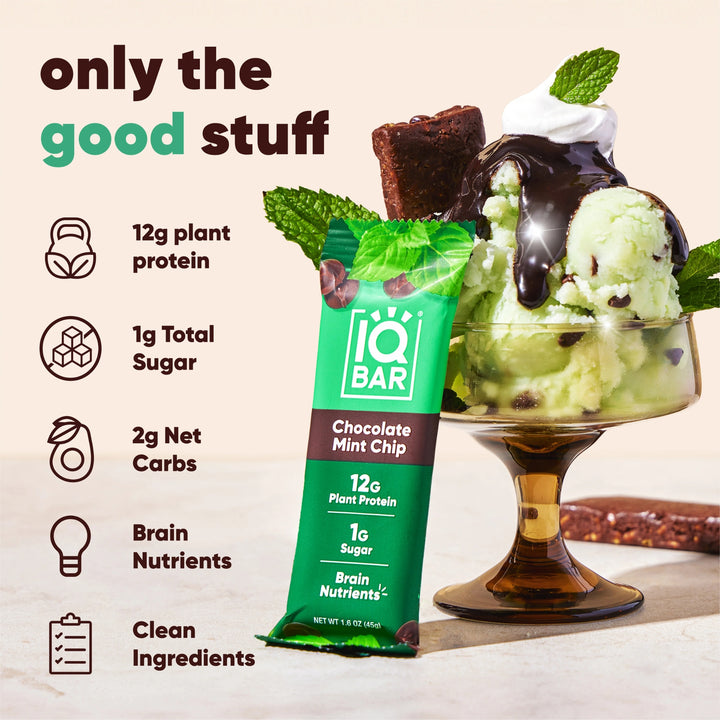 only the
good stuff
12g plant
protein
1g Total
Sugar
2g Net
Carbs
Brain
Nutrients
Clean
Ingredients
IQ
BAR
®
Chocolate
Mint Chip
12G
Plant Protein
1G
Sugar
Brain
Nutrients
NET WT 1.6 OZ (45g)